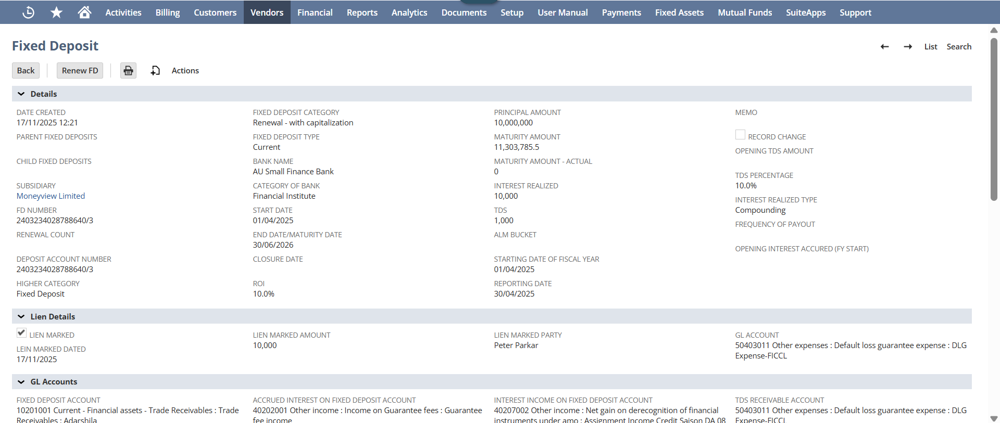 Activities Billing Customers Vendors Financial Reports Analytics Documents Setup User Manual Payments Fixed Assets Mutual Funds SuiteApps Support
Fixed Deposit
List Search
Back Renew FD Actions
Details
DATE CREATED
17/11/2025 12:21
PARENT FIXED DEPOSITS
CHILD FIXED DEPOSITS
SUBSIDIARY
Moneyview Limited
FD NUMBER
2403234028788640/3
RENEWAL COUNT
DEPOSIT ACCOUNT NUMBER
2403234028788640/3
HIGHER CATEGORY
Fixed Deposit
FIXED DEPOSIT CATEGORY
Renewal - with capitalization
FIXED DEPOSIT TYPE
Current
BANK NAME
AU Small Finance Bank
CATEGORY OF BANK
Financial Institute
START DATE
01/04/2025
END DATE/MATURITY DATE
30/06/2026
CLOSURE DATE
ROI
10.0%
PRINCIPAL AMOUNT
10,000,000
MATURITY AMOUNT
11,303,785.5
MATURITY AMOUNT - ACTUAL
0
INTEREST REALIZED
10,000
TDS
1,000
ALM BUCKET
STARTING DATE OF FISCAL YEAR
01/04/2025
REPORTING DATE
30/04/2025
MEMO
RECORD CHANGE
OPENING TDS AMOUNT
TDS PERCENTAGE
10.0%
INTEREST REALIZED TYPE
Compounding
FREQUENCY OF PAYOUT
OPENING INTEREST ACCURED (FY START)
Lien Details
LIEN MARKED
LEIN MARKED DATED
17/11/2025
LIEN MARKED AMOUNT
10,000
LIEN MARKED PARTY
Peter Parkar
GL ACCOUNT
50403011 Other expenses : Default loss guarantee expense : DLG
Expense-FICCL
GL Accounts
FIXED DEPOSIT ACCOUNT
10201001 Current - Financial assets - Trade Receivables : Trade
Receivables : Adarshila
ACCRUED INTEREST ON FIXED DEPOSIT ACCOUNT
40202001 Other income : Income on Guarantee fees : Guarantee
fee income
INTEREST INCOME ON FIXED DEPOSIT ACCOUNT
40207002 Other income : Net gain on derecognition of financial
instruments under amo : Assignment Income Credit Saison DA 08
TDS RECEIVABLE ACCOUNT
50403011 Other expenses : Default loss guarantee expense : DLG
Expense-FICCL